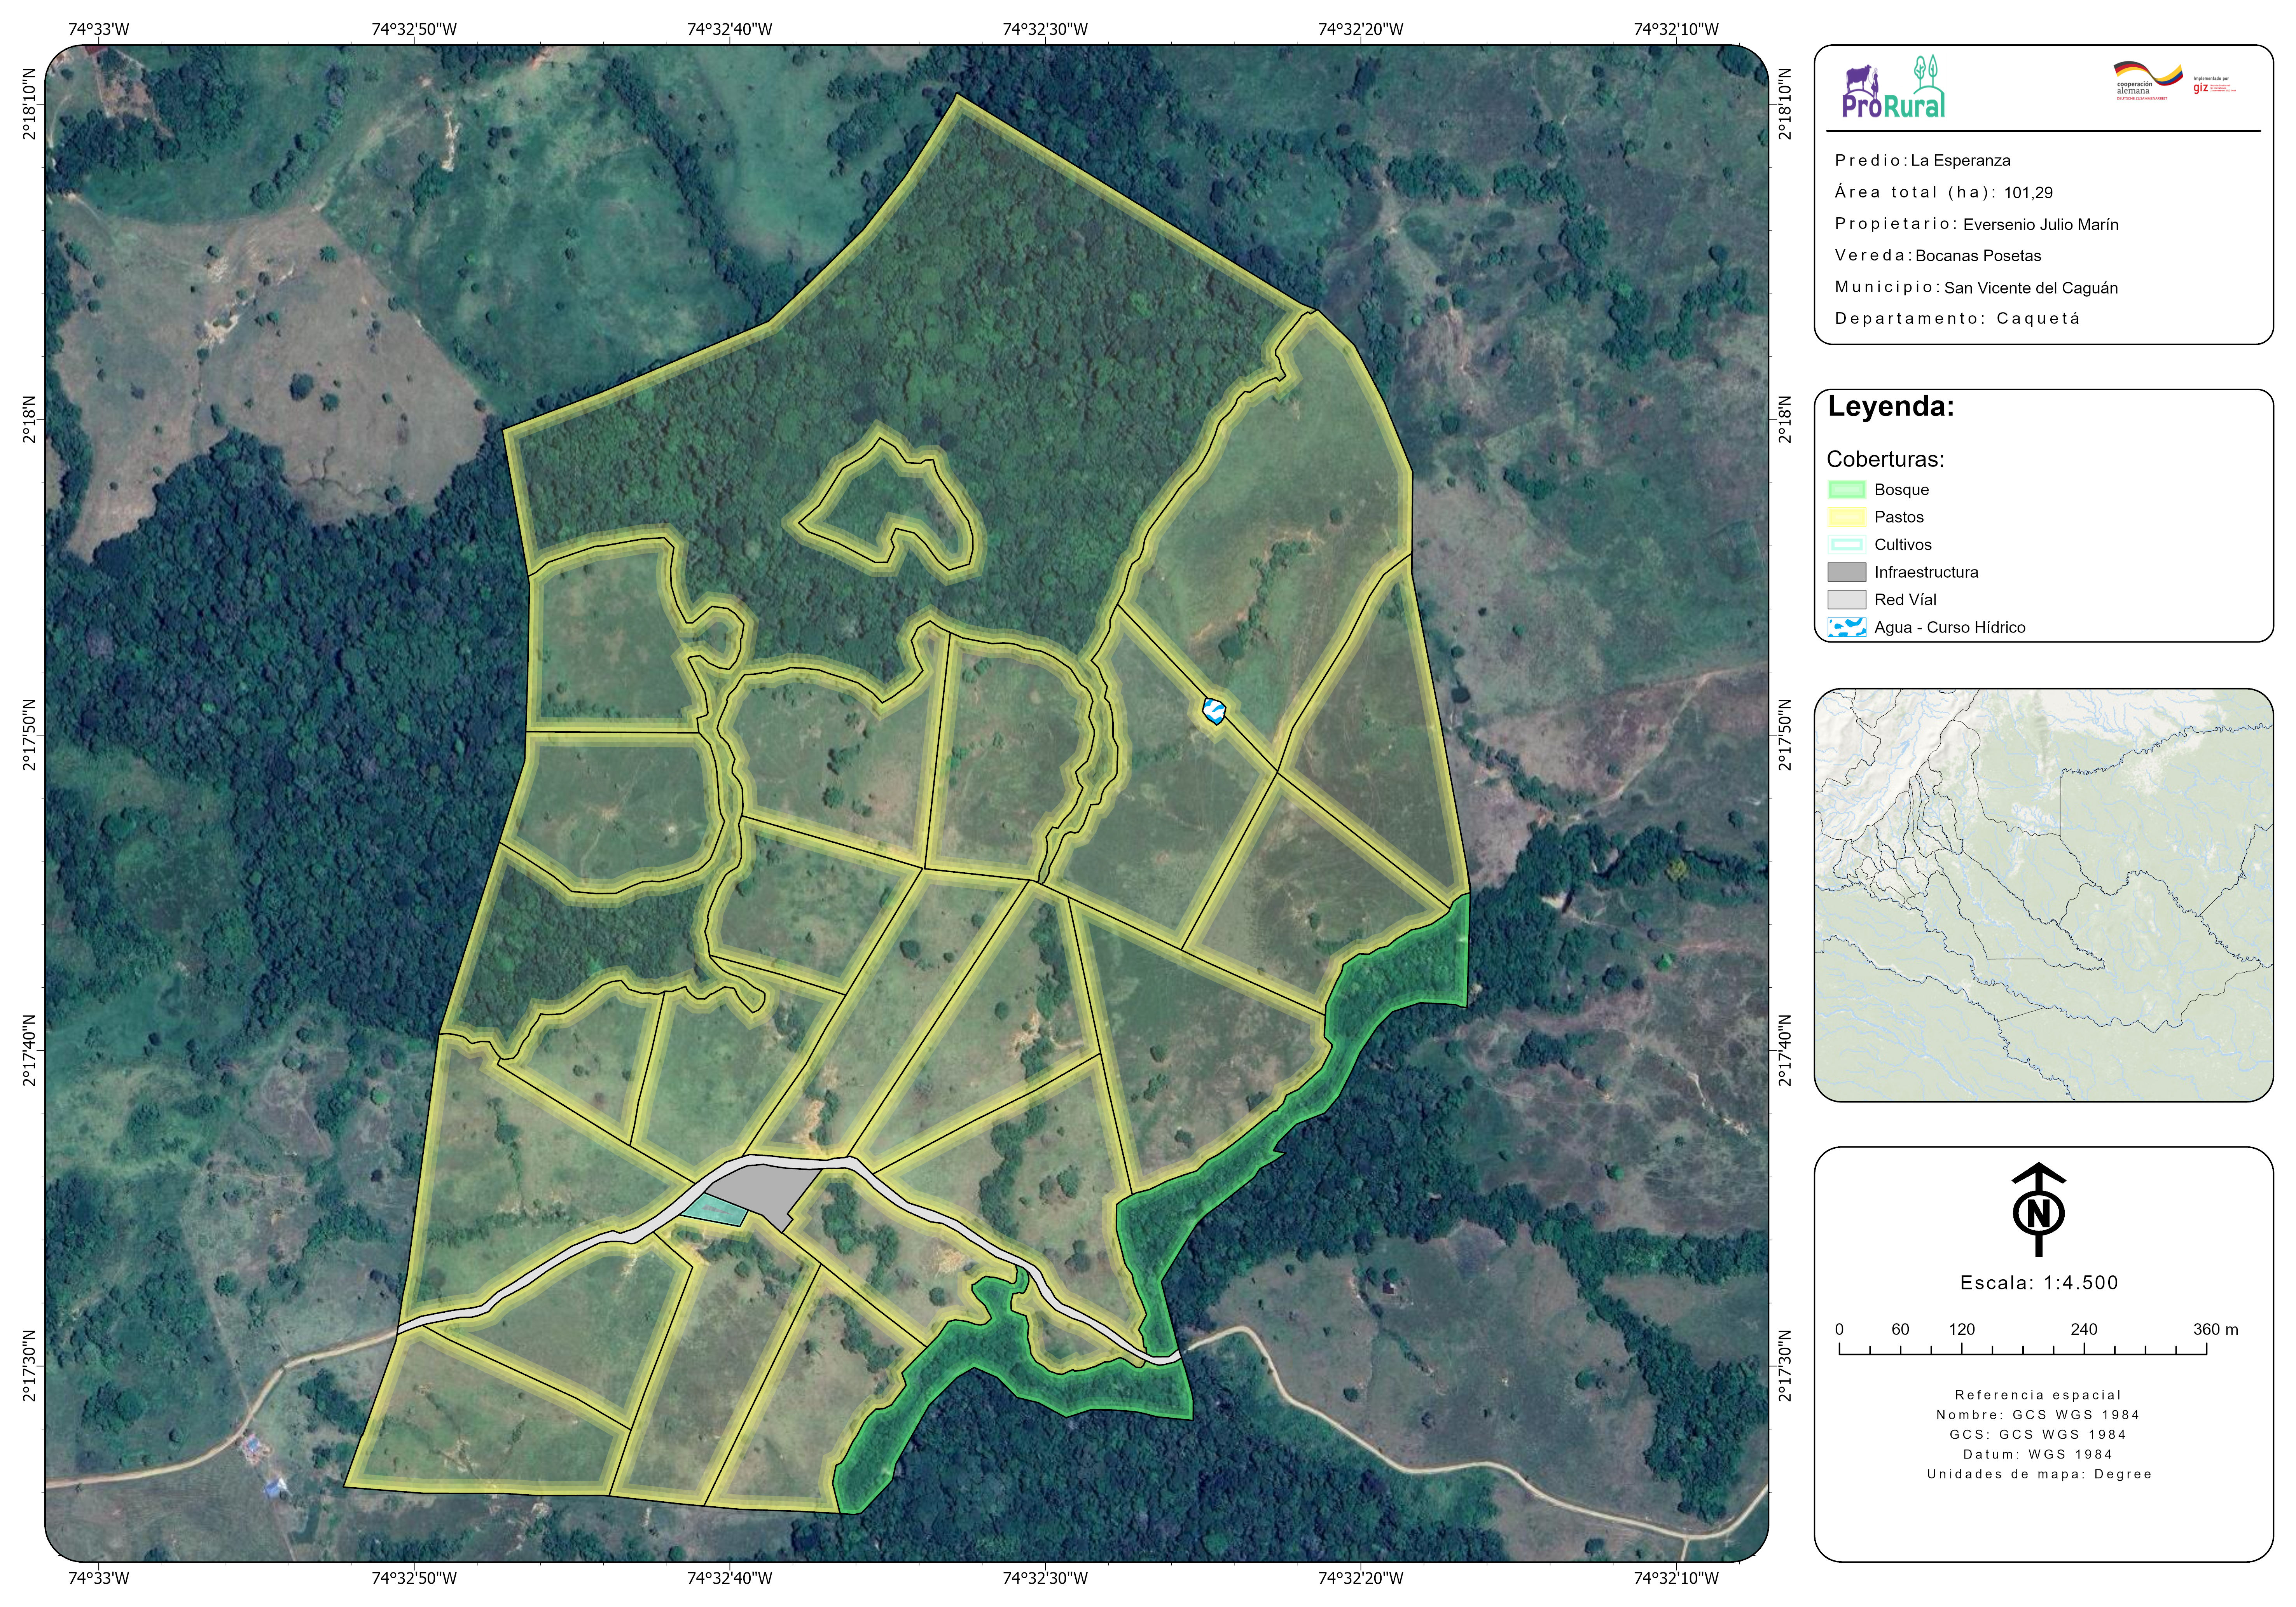 74°33'W 74°32'50"W 74°32'40"W 74°32'30"W 74°32'20"W 74°32'10"W
2°18'10"N 2°18'10"N
2°18'N 2°18'N
2°17'50"N 2°17'50"N
2°17'40"N 2°17'40"N
2°17'30"N 2°17'30"N
74°33'W 74°32'50"W 74°32'40"W 74°32'30"W 74°32'20"W 74°32'10"W
ProRural
cooperación
alemana
DEUTSCHE ZUSAMMENARBEIT
Implementada por
giz
Predio: La Esperanza
Área total (ha): 101,29
Propietario: Eversenio Julio Marín
Vereda: Bocanas Posetas
Municipio: San Vicente del Caguán
Departamento: Caquetá
Leyenda:
Coberturas:
Bosque
Pastos
Cultivos
Infraestructura
Red Víal
Agua - Curso Hídrico
N
Escala: 1:4.500
0 60 120 240 360 m
Referencia espacial
Nombre: GCS WGS 1984
GCS: GCS WGS 1984
Datum: WGS 1984
Unidades de mapa: Degree